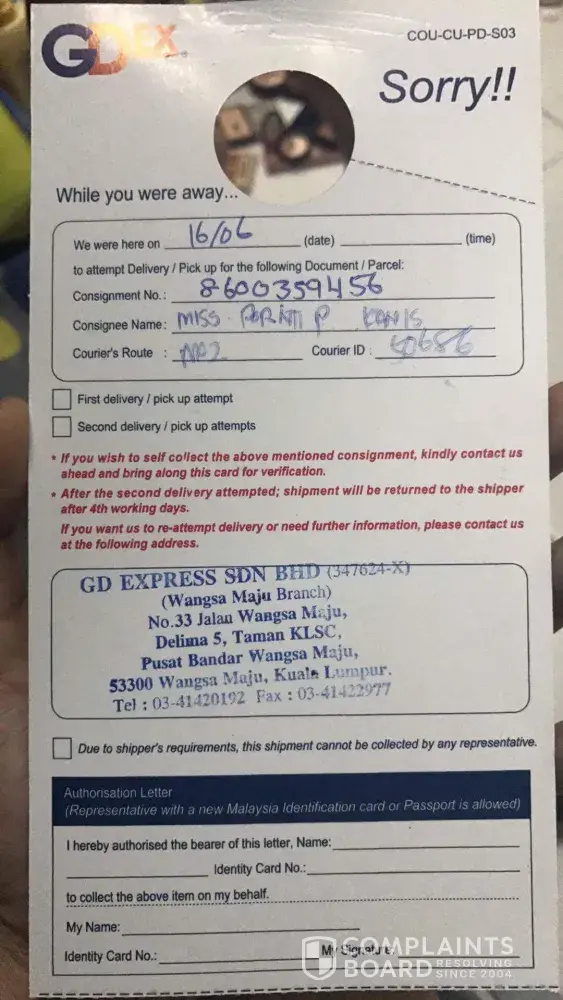 GDEX
COU-CU-PD-S03
Sorry!!
While you were away...
We were here on 16/06 (date) (time)
to attempt Delivery / Pick up for the following Document / Parcel:
Consignment No.: 8600359456
Consignee Name: MISS. P
Courier's Route : Courier ID : 50686
First delivery / pick up attempt
Second delivery / pick up attempts
* If you wish to self collect the above mentioned consignment, kindly contact us
ahead and bring along this card for verification.
* After the second delivery attempted; shipment will be returned to the shipper
after 4th working days.
If you want us to re-attempt delivery or need further information, please contact us
at the following address.
GD EXPRESS SDN BHD (347624-X)
(Wangsa Maju Branch)
No.33 Jalan Wangsa Maju,
Delima 5, Taman KLSC,
Pusat Bandar Wangsa Maju,
53300 Wangsa Maju, Kuala Lumpur.
Tel : 03-41420192 Fax : 03-41422977
Due to shipper's requirements, this shipment cannot be collected by any representative.
Authorisation Letter
(Representative with a new Malaysia Identification card or Passport is allowed)
I hereby authorised the bearer of this letter, Name:
Identity Card No.:
to collect the above item on my behalf.
My Name:
Identity Card No.: My Signature:
COMPLAINTS
BOARD RESOLVING
SINCE 2004